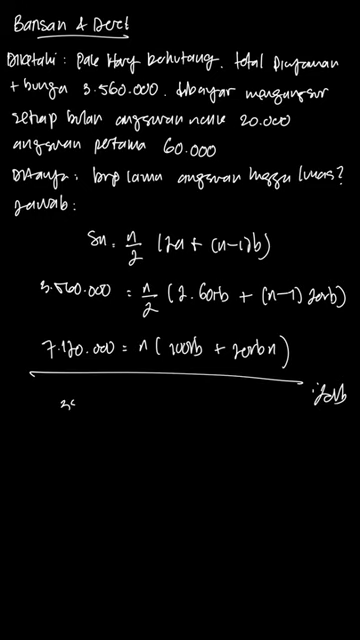 Barisan & Deret
Diketahi : Pak Hary berhutang, total pinjaman
+ bunga 3.560.000. dibayar mengangsur
setiap bulan angsuran naik 20.000
angsuran pertama 60.000
Ditanya : brp lama angsuran hingga lunas?
Jawab :
Sn = n/2 (2a + (n-1)b)
3.560.000 = n/2 (2.60rb + (n-1) 20rb)
7.120.000 = n (100rb + 20rb n)
: 20rb